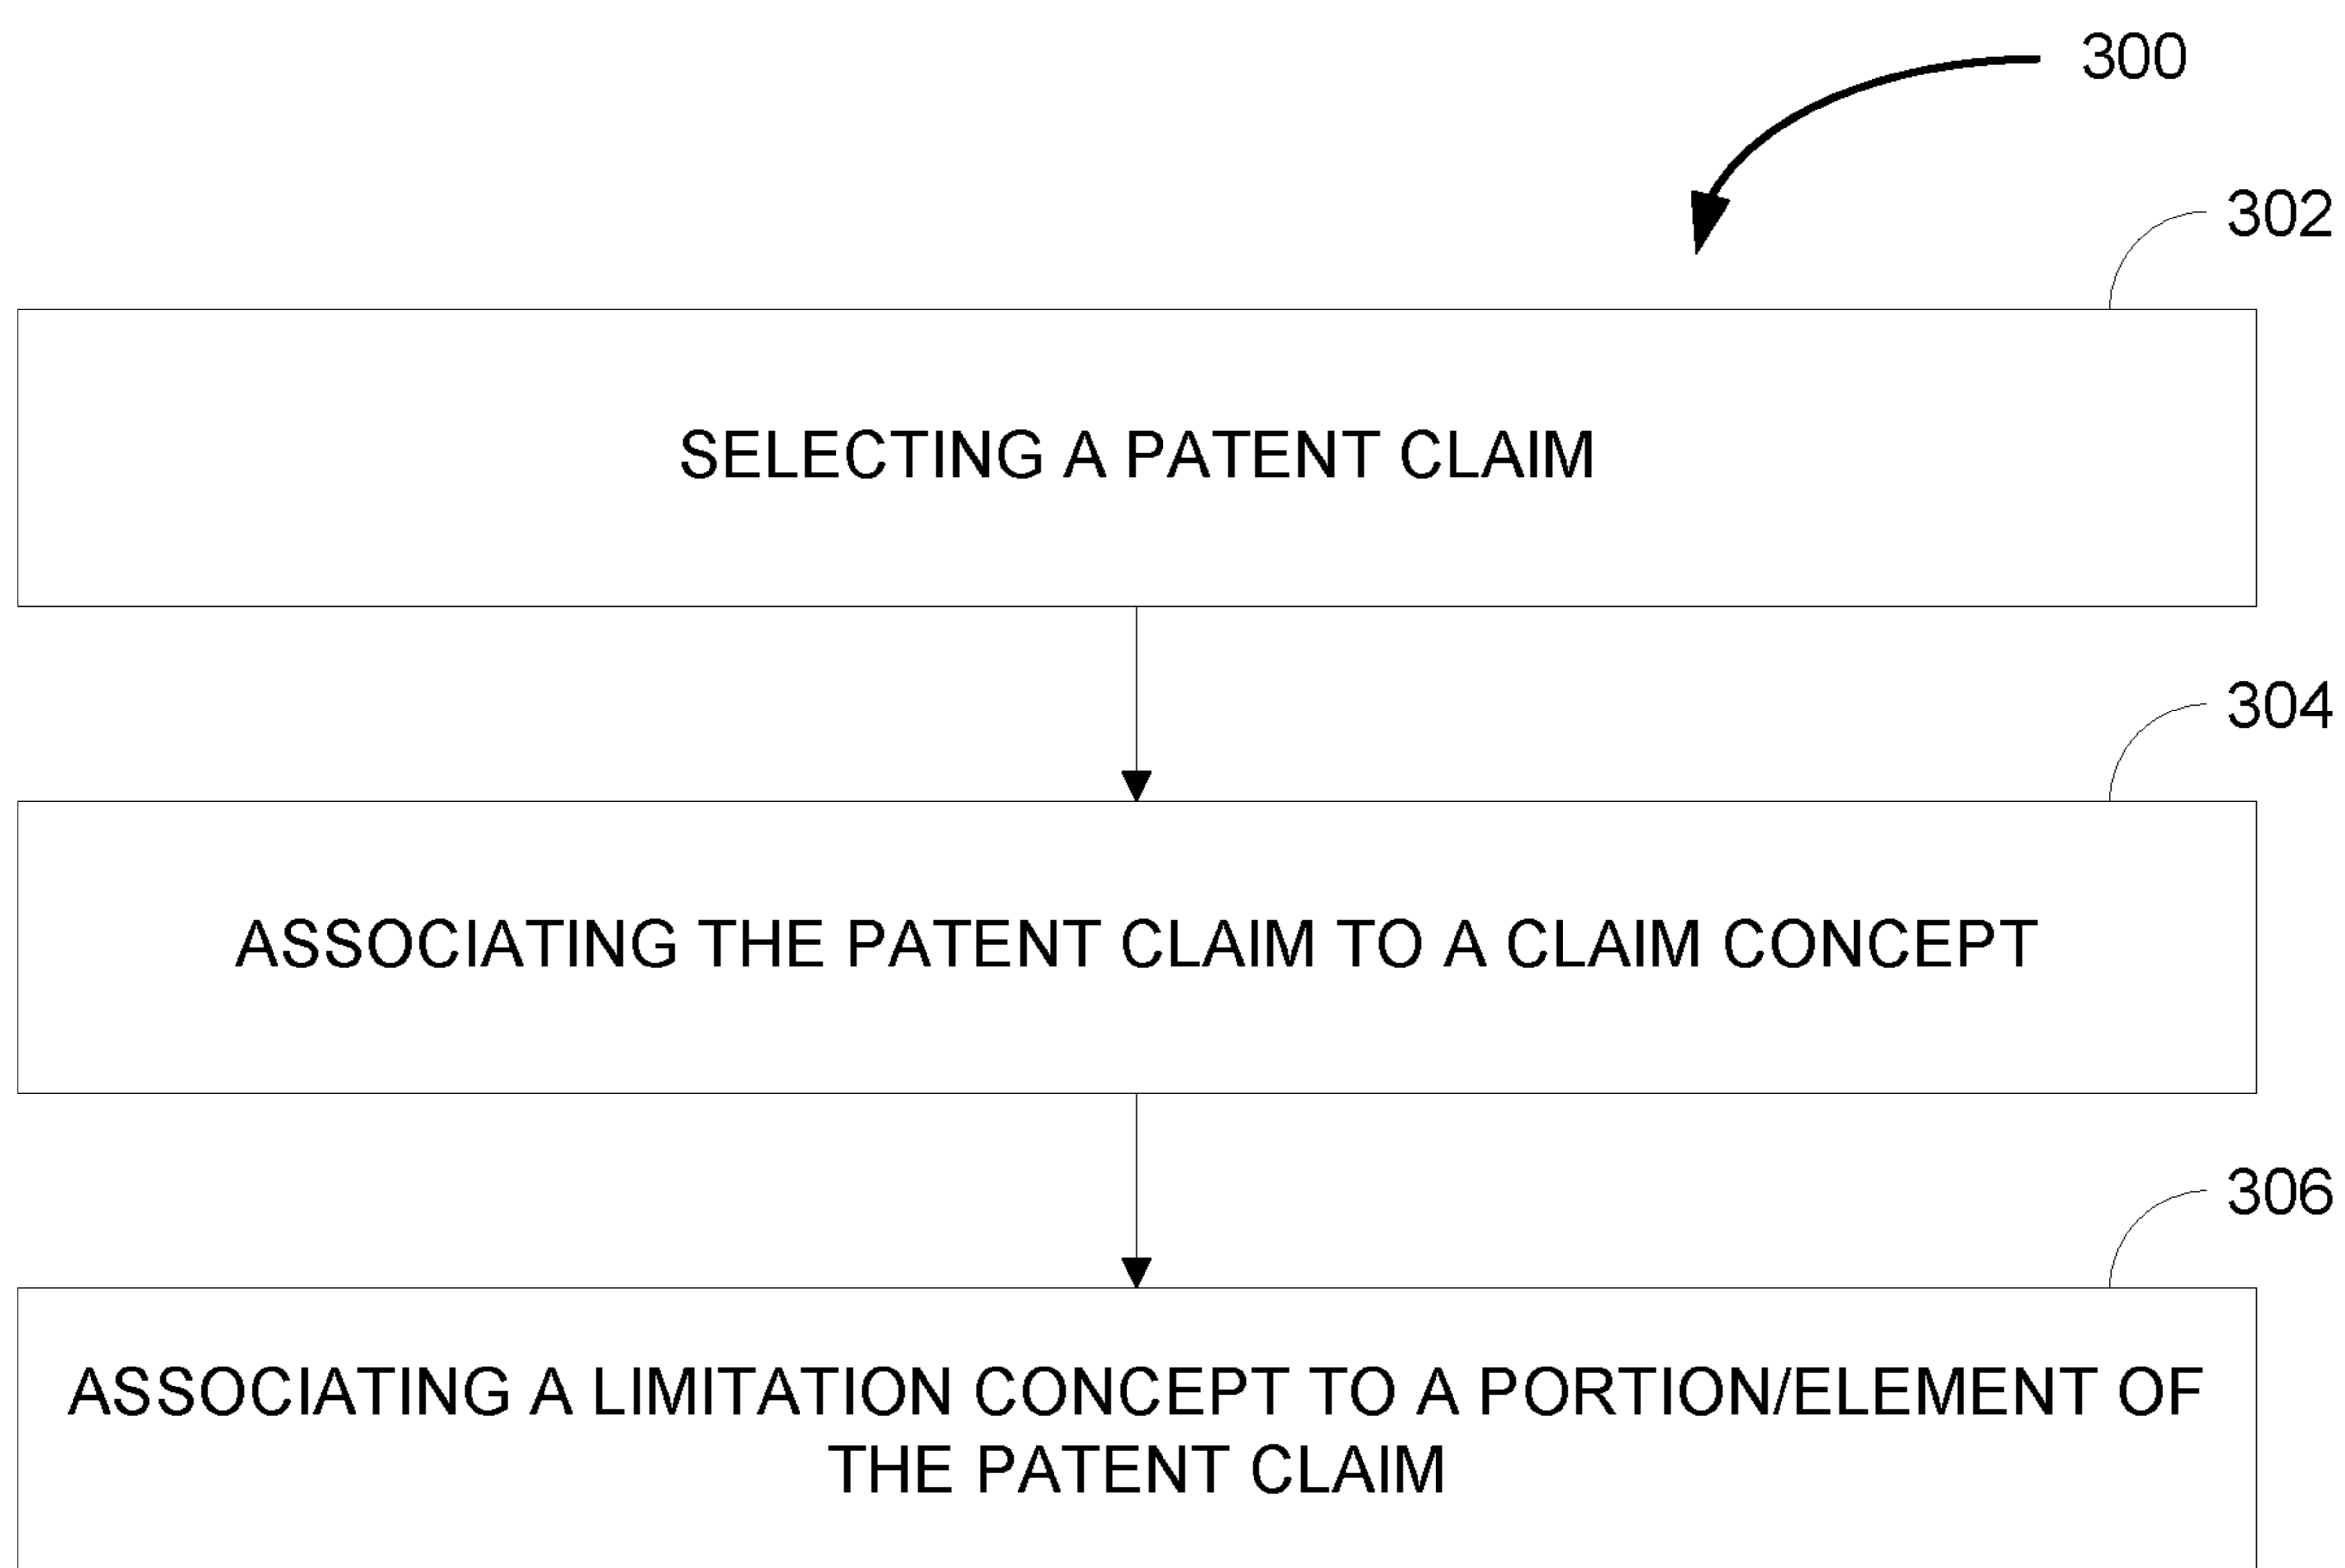 300
302
SELECTING A PATENT CLAIM
304
ASSOCIATING THE PATENT CLAIM TO A CLAIM CONCEPT
306
ASSOCIATING A LIMITATION CONCEPT TO A PORTION/ELEMENT OF
THE PATENT CLAIM